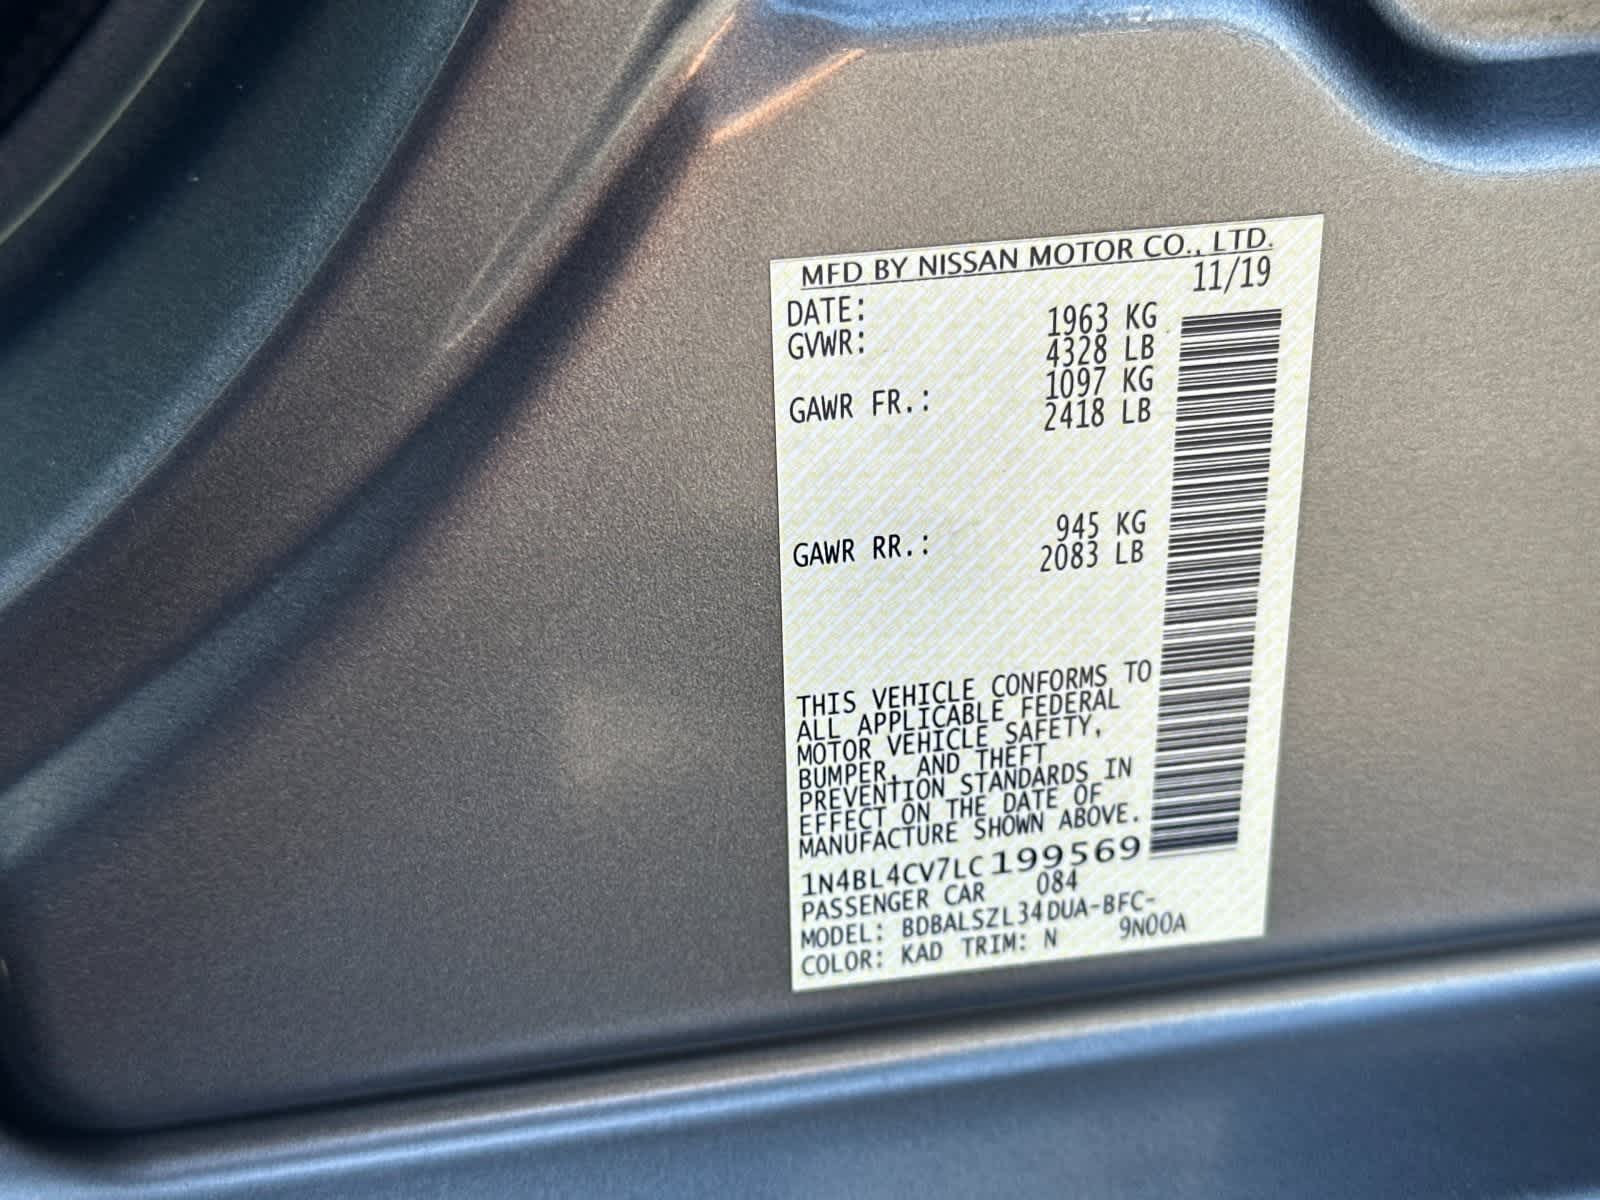 MFD BY NISSAN MOTOR CO., LTD.
DATE: 11/19
GVWR: 1963 KG
4328 LB
GAWR FR.: 1097 KG
2418 LB
GAWR RR.: 945 KG
2083 LB
THIS VEHICLE CONFORMS TO
ALL APPLICABLE FEDERAL
MOTOR VEHICLE SAFETY,
BUMPER, AND THEFT
PREVENTION STANDARDS IN
EFFECT ON THE DATE OF
MANUFACTURE SHOWN ABOVE.
1N4BL4CV7LC199569
PASSENGER CAR 084
MODEL: BDBALSZL34DUA-BFC-
9N00A
COLOR: KAD TRIM: N